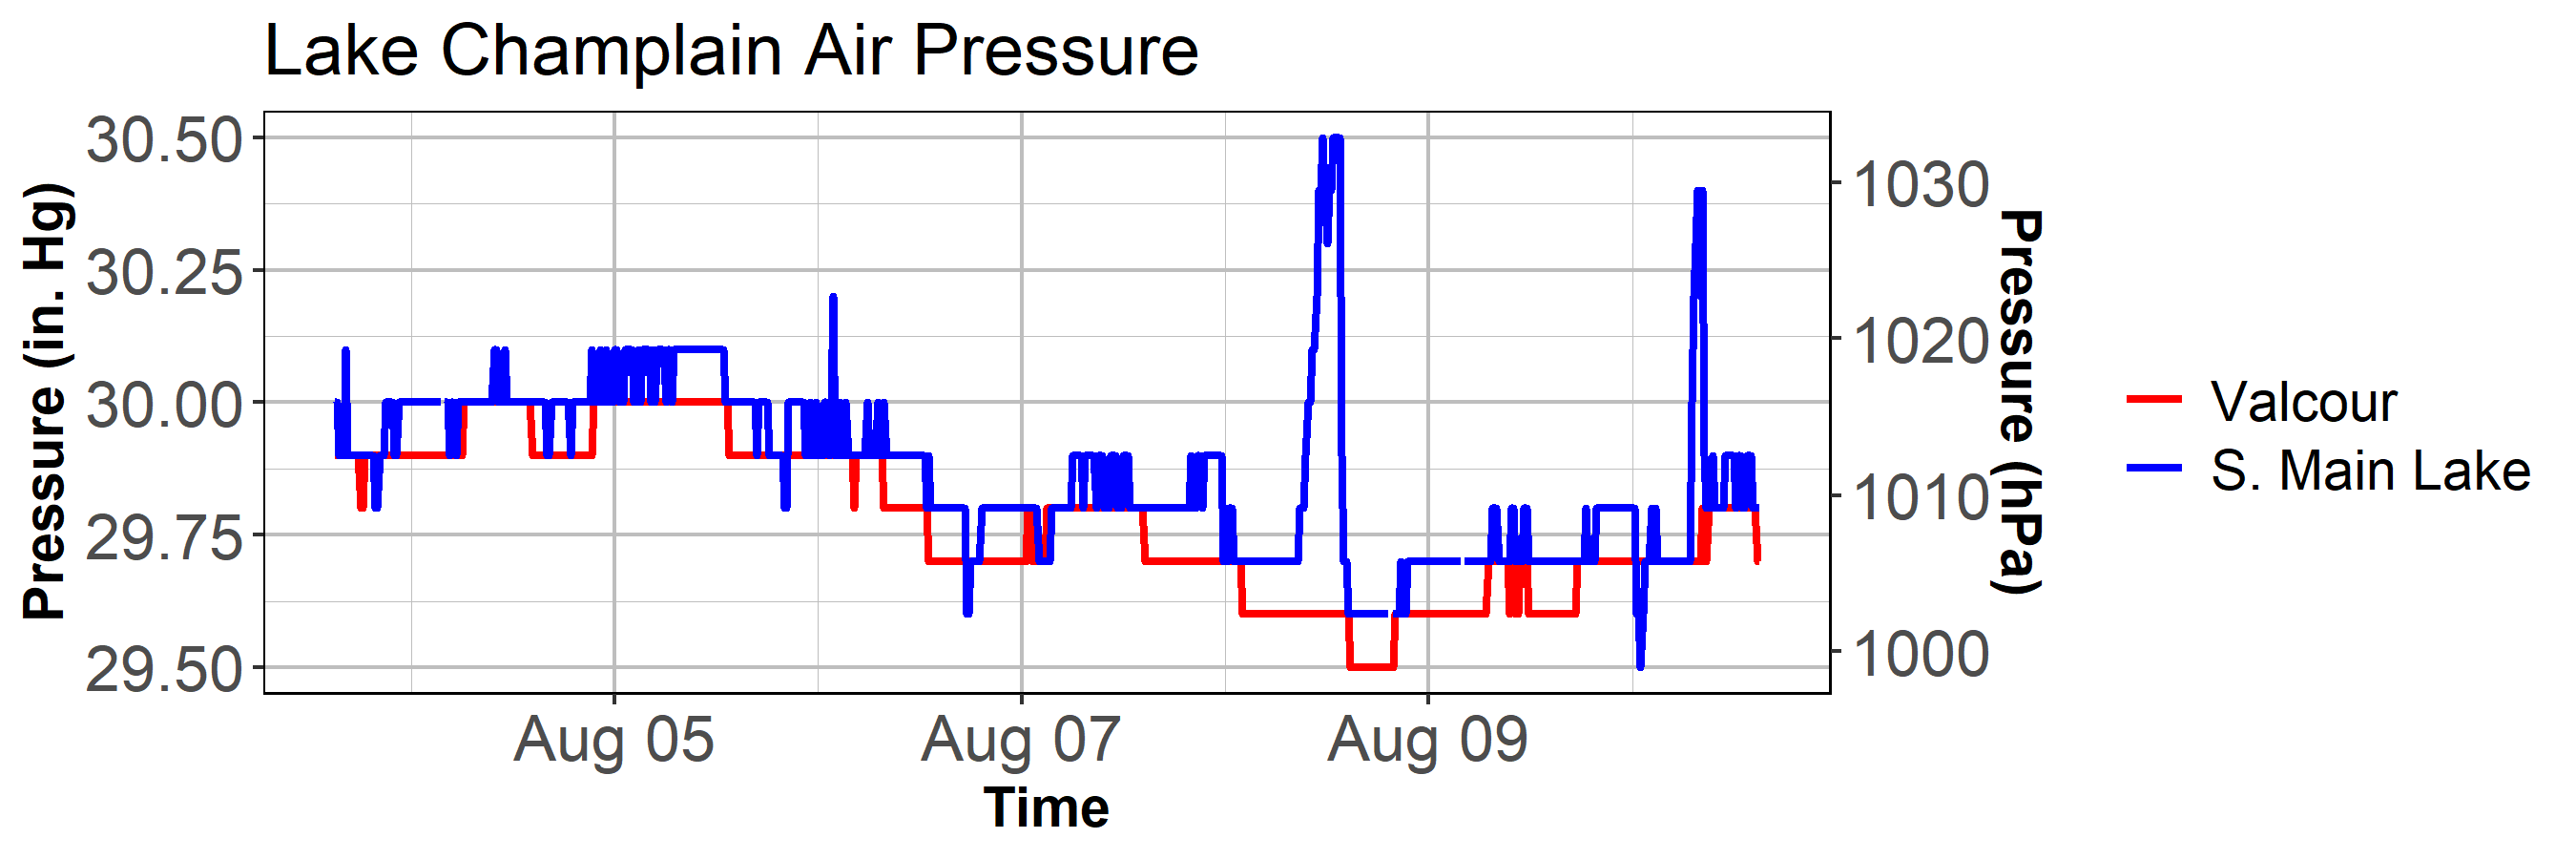 Lake Champlain Air Pressure
Pressure (in. Hg)
30.50
30.25
30.00
29.75
29.50
1030
1020
1010
1000
Pressure (hPa)
Aug 05
Aug 07
Aug 09
Time
Valcour
S. Main Lake